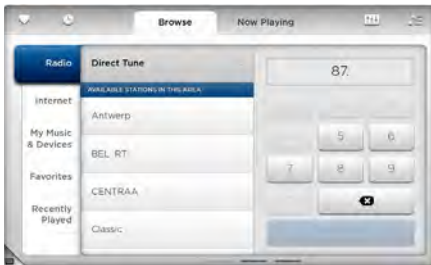 Browse
Now Playing
Radio
Internet
My Music
& Devices
Favorites
Recently
Played
Direct Tune
AVAILABLE STATIONS IN THIS AREA
Antwerp
BEL RT
CENTRAA
Classic
87.
5 6
7 8 9